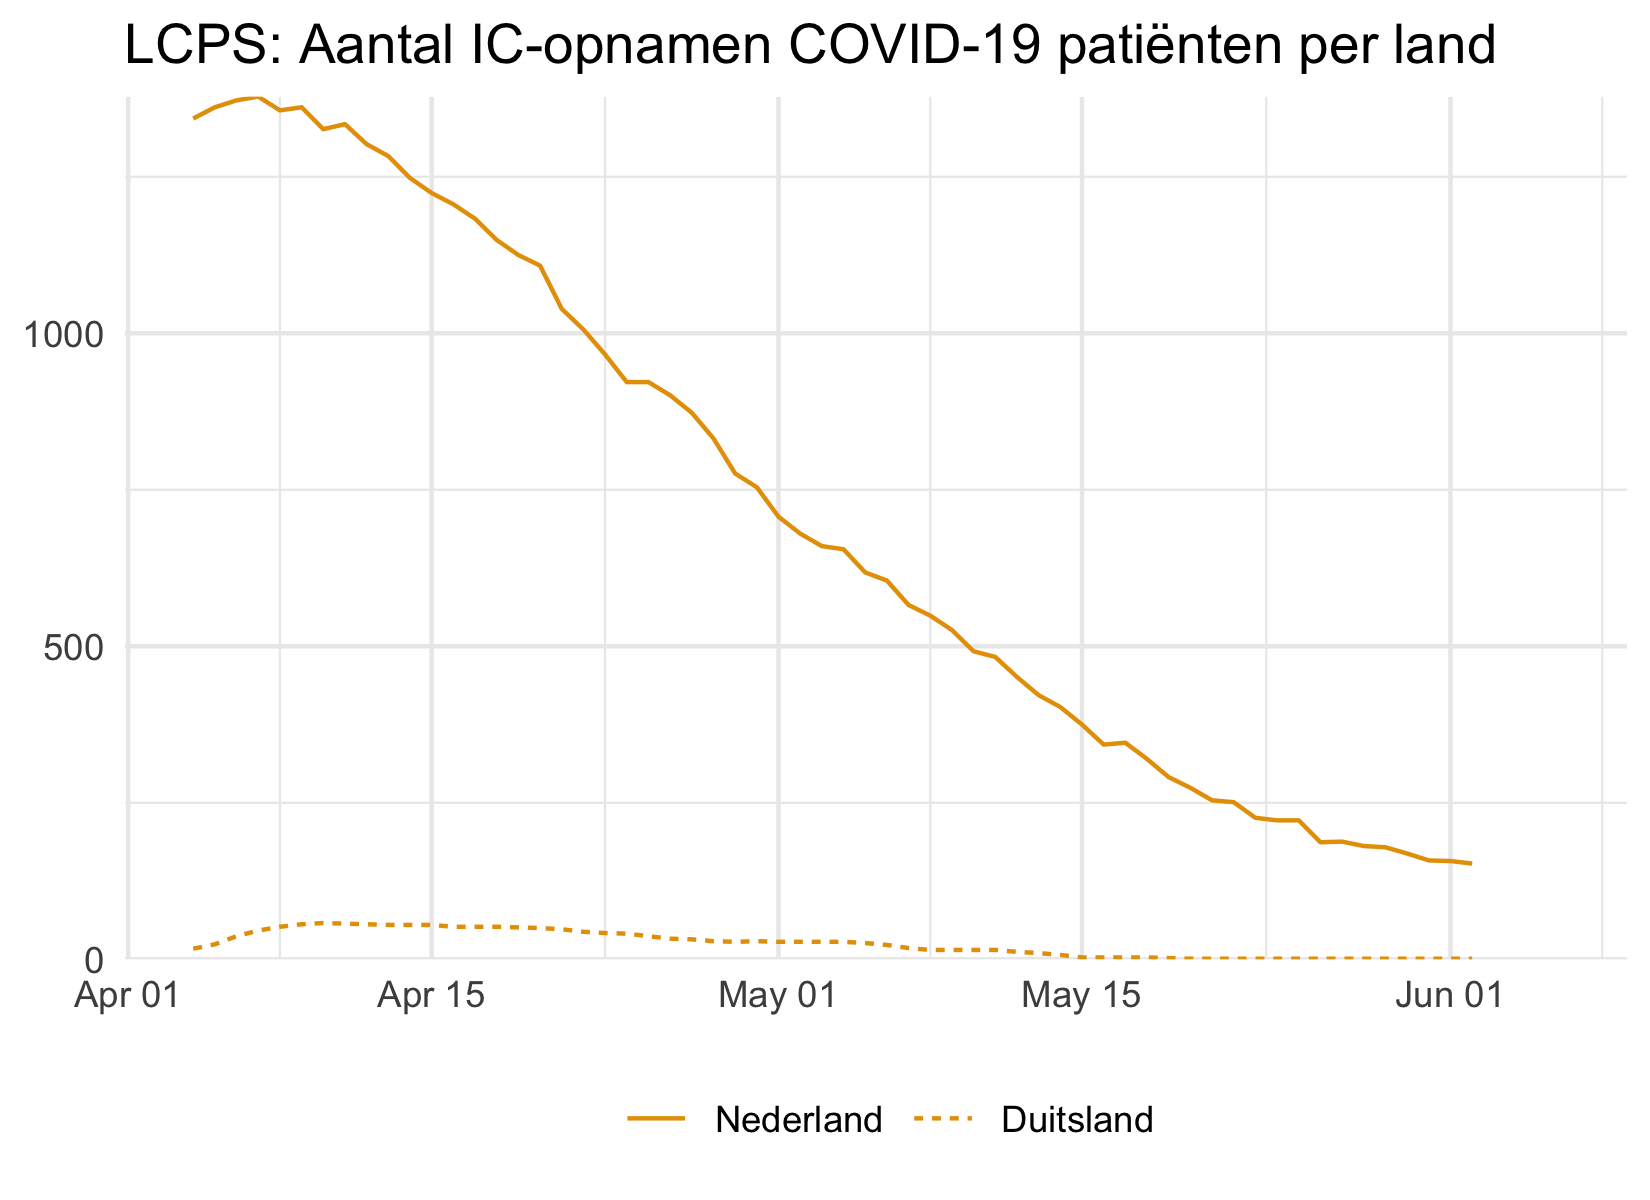 LCPS: Aantal IC-opnamen COVID-19 patiënten per land
1000
500
0
Apr 01 Apr 15 May 01 May 15 Jun 01
Nederland Duitsland